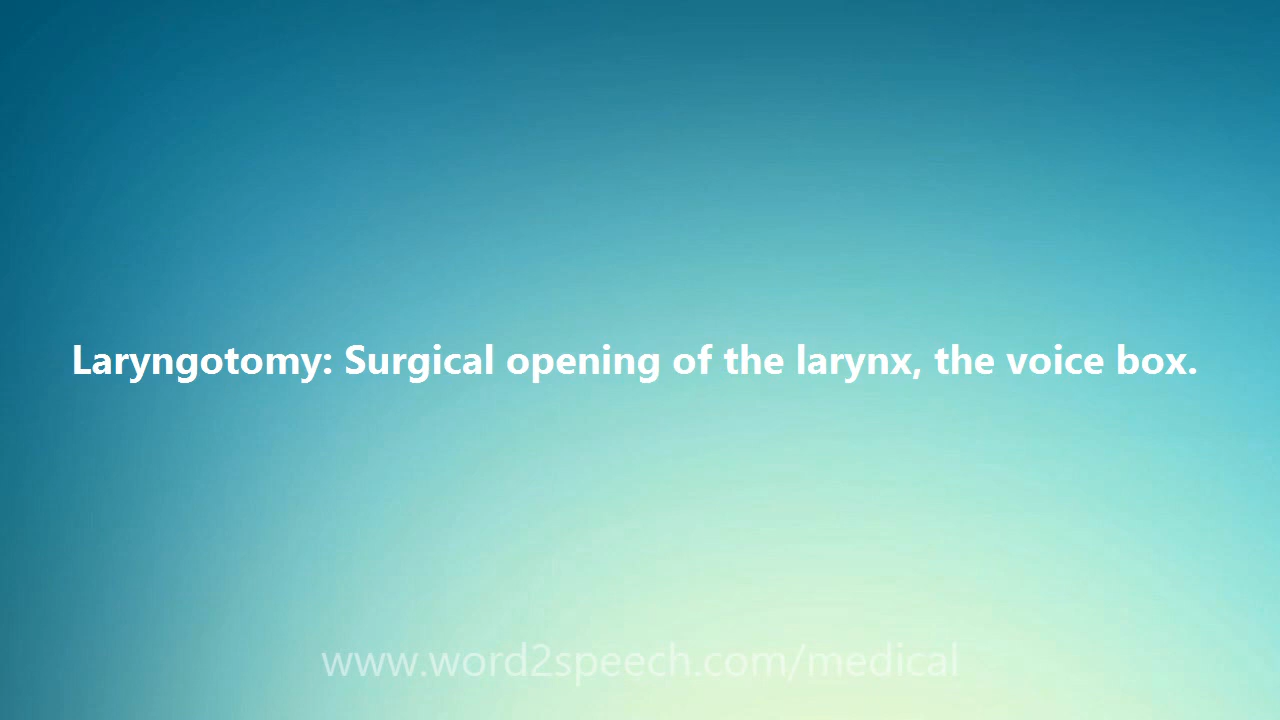 Laryngotomy: Surgical opening of the larynx, the voice box.
www.word2speech.com/medical